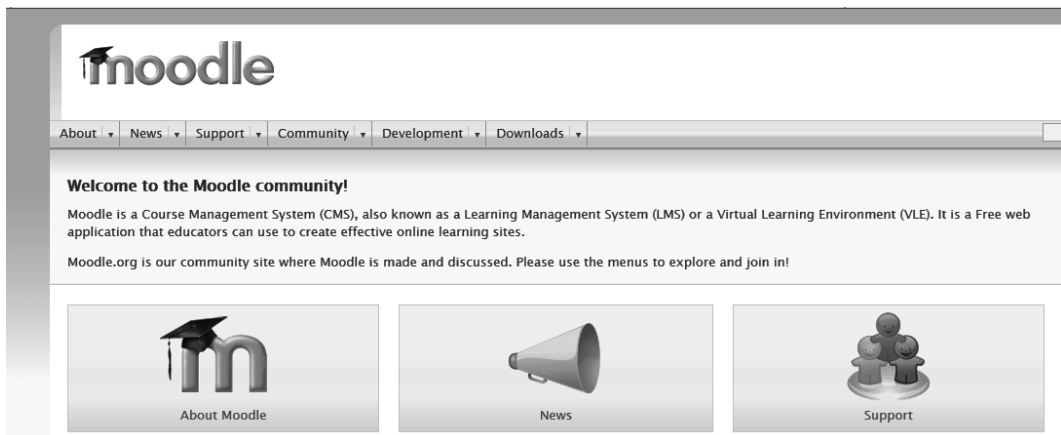 moodle
About News Support Community Development Downloads
Welcome to the Moodle community!
Moodle is a Course Management System (CMS), also known as a Learning Management System (LMS) or a Virtual Learning Environment (VLE). It is a Free web
application that educators can use to create effective online learning sites.
Moodle.org is our community site where Moodle is made and discussed. Please use the menus to explore and join in!
m
About Moodle News Support